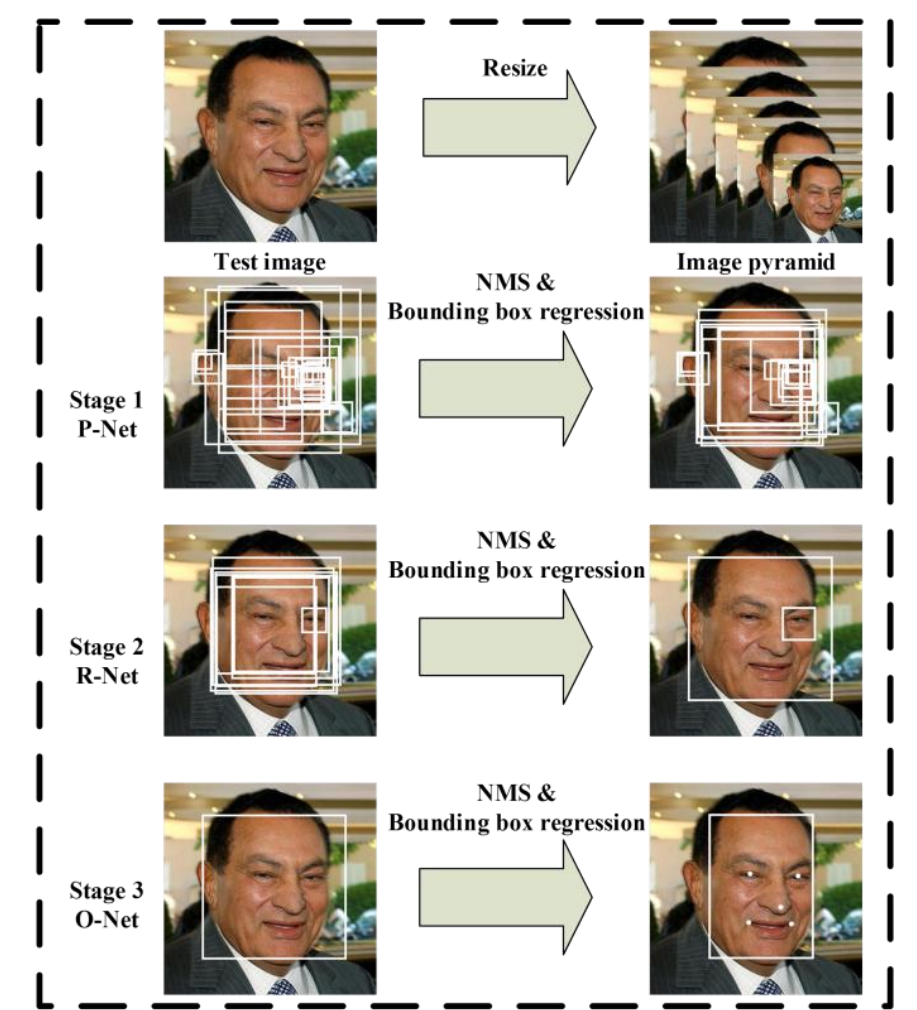 Resize
Test image
Image pyramid
NMS &
Bounding box regression
Stage 1
P-Net
NMS &
Bounding box regression
Stage 2
R-Net
NMS &
Bounding box regression
Stage 3
O-Net